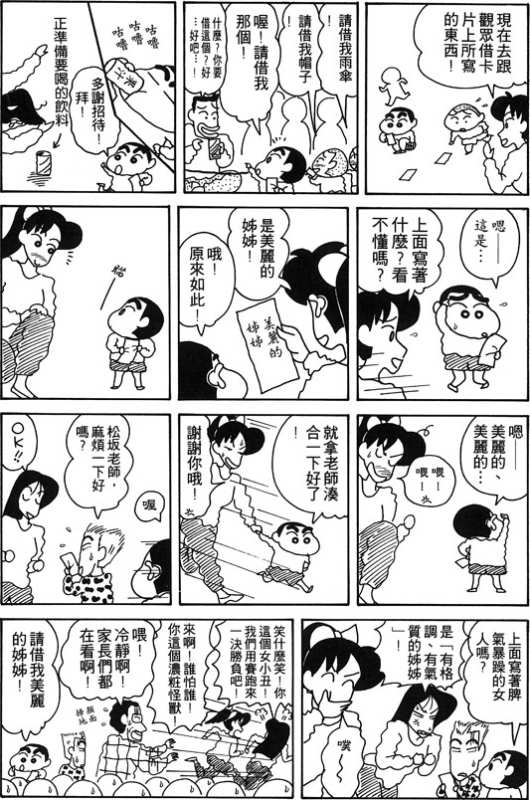 現在去跟
觀眾借卡
片上所寫
的東西!
請借我雨傘!
請借我帽子!
喔!請借我
那個!
什麼?你要
借這個?好
…好吧…!
咕嚕
咕嚕
咕嚕
果汁
多謝招待!
拜!
正準備要喝的飲料
嗯──
這是…
上面寫著
什麼?看
不懂嗎?
是美麗的
姊姊!
美麗的
姊姊
哦!
原來如此!
嗯──
美麗的、
美麗的…
喂!
喂!
就拿老師湊
合一下好了
!
謝謝你哦!
喔
松坂老師,
麻煩一下好
嗎?
OK!!
上面寫著脾
氣暴躁的女
人嗎?
是「有格
調、有氣
質的姊姊
」!
噗
笑什麼笑!你
這個女小丑!
我們用賽跑來
一決勝負吧!
來啊!誰怕誰
你這個濃粧怪獸
喂!
冷靜啊!
家長們都
在看啊!
請借我美麗
的姊姊!